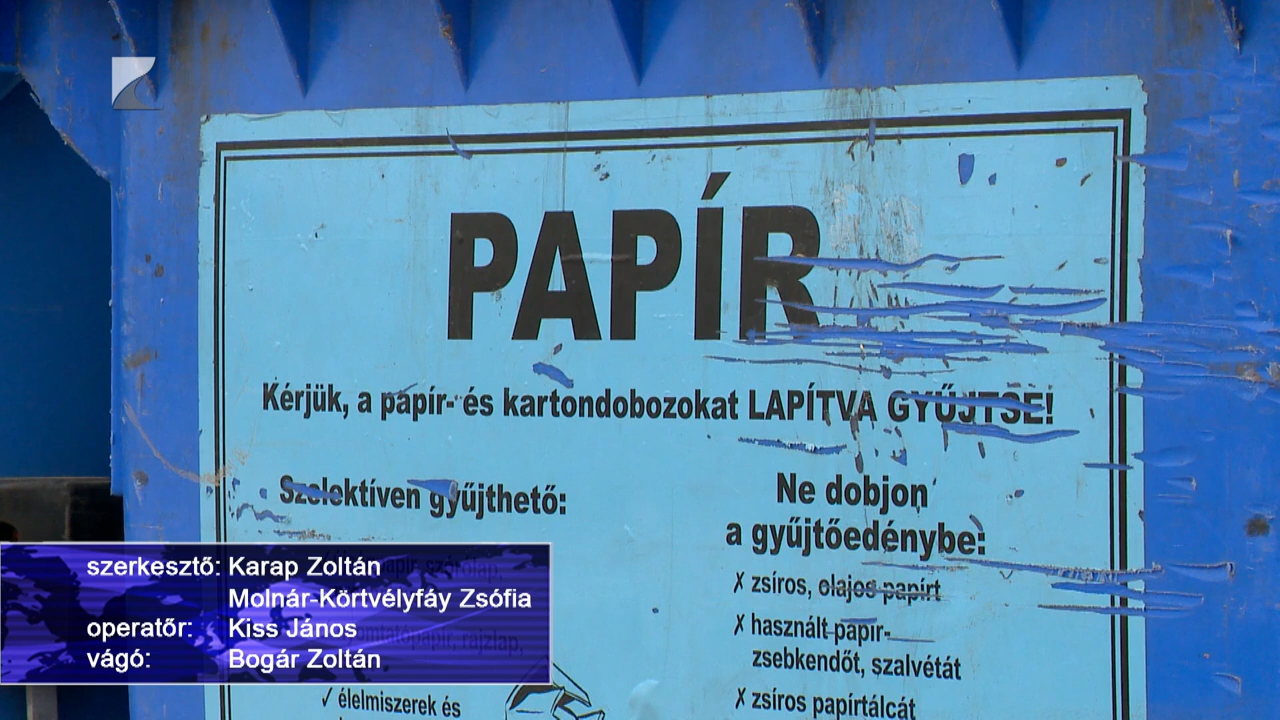 PAPÍR
Kérjük, a papír- és kartondobozokat LAPÍTVA GYŰJTSE!
Szelektíven gyűjthető:
Ne dobjon
a gyűjtőedénybe:
✗ zsíros, olajos papírt
✗ használt papír-
zsebkendőt, szalvétát
✗ zsíros papírtálcát
✓ élelmiszerek és
szerkesztő: Karap Zoltán
Molnár-Körtvélyfáy Zsófia
operatőr: Kiss János
vágó: Bogár Zoltán